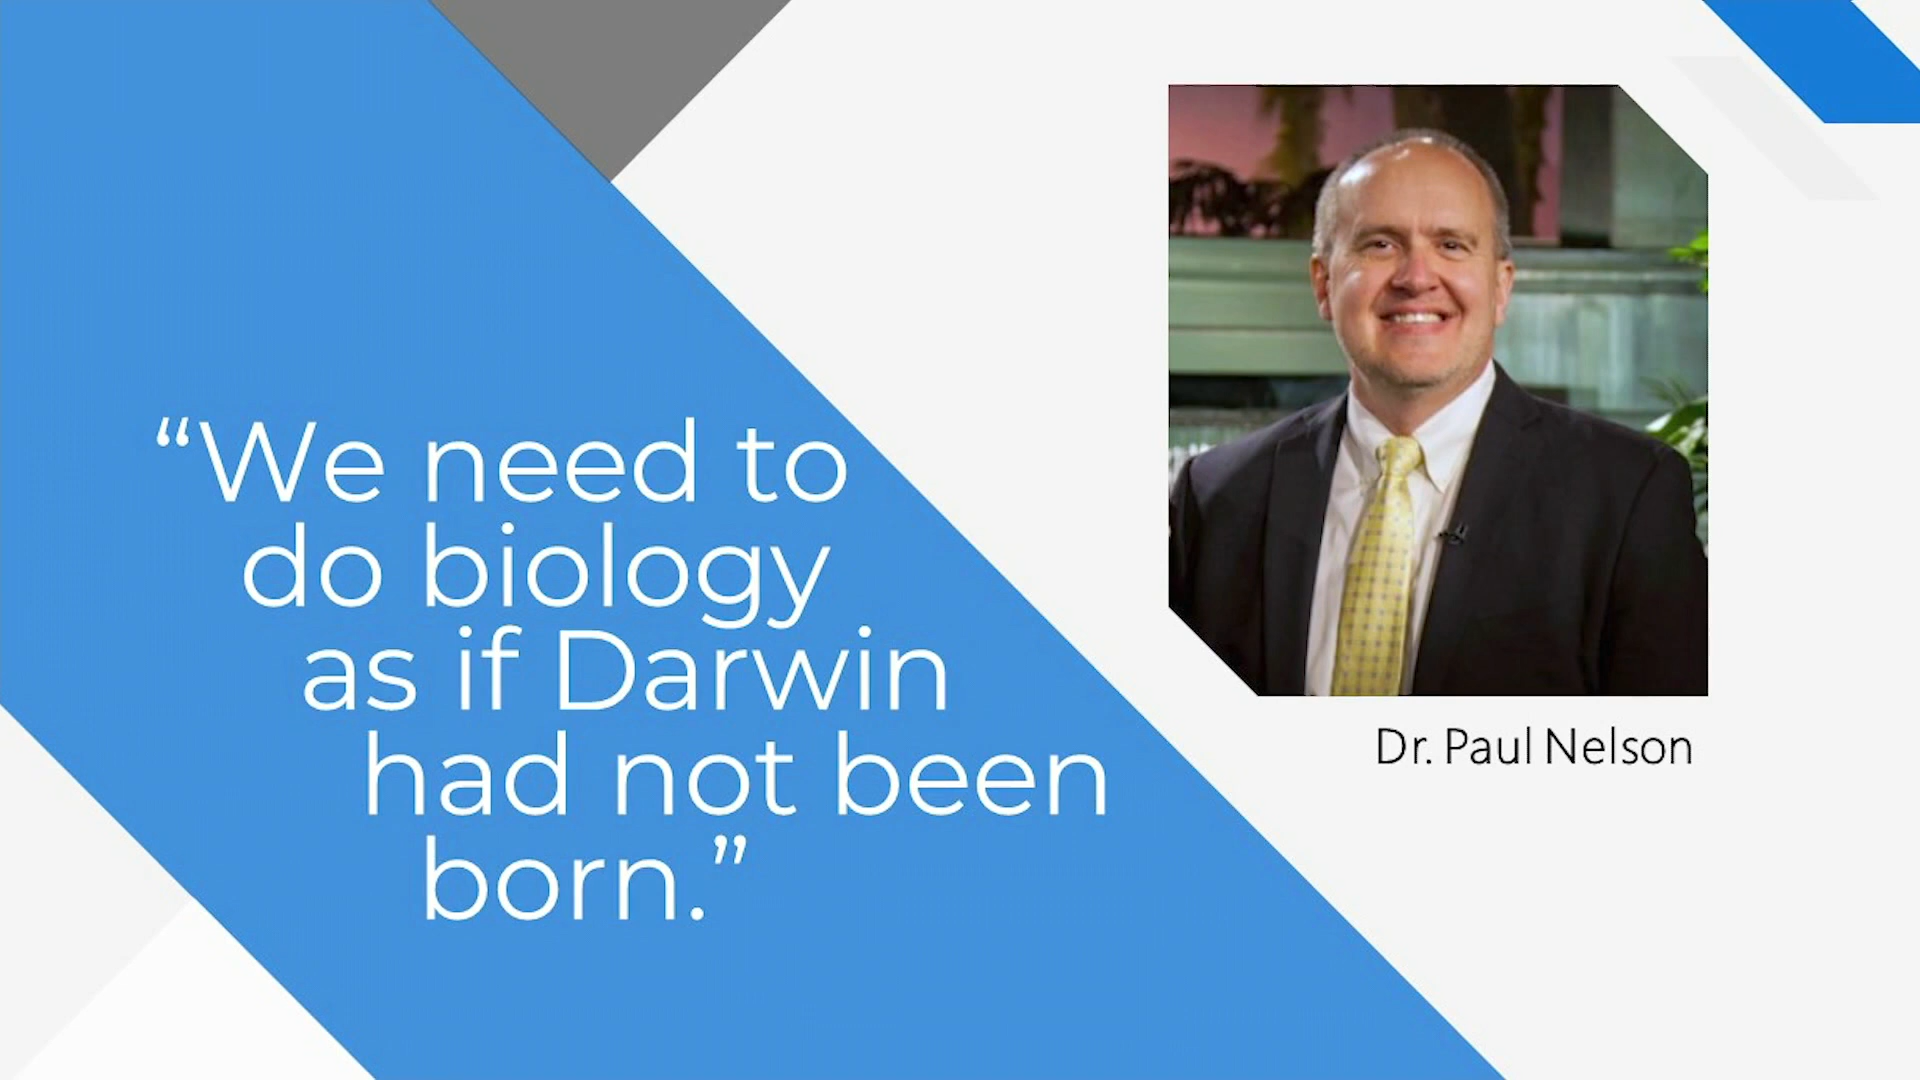 “We need to
do biology
as if Darwin
had not been
born.”
Dr. Paul Nelson